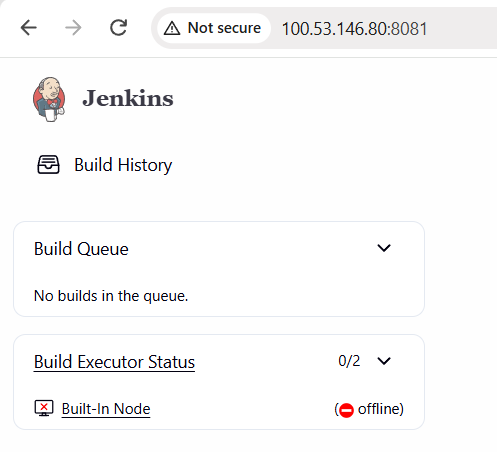 Not secure 100.53.146.80:8081
Jenkins
Build History
Build Queue
No builds in the queue.
Build Executor Status 0/2
Built-In Node (offline)